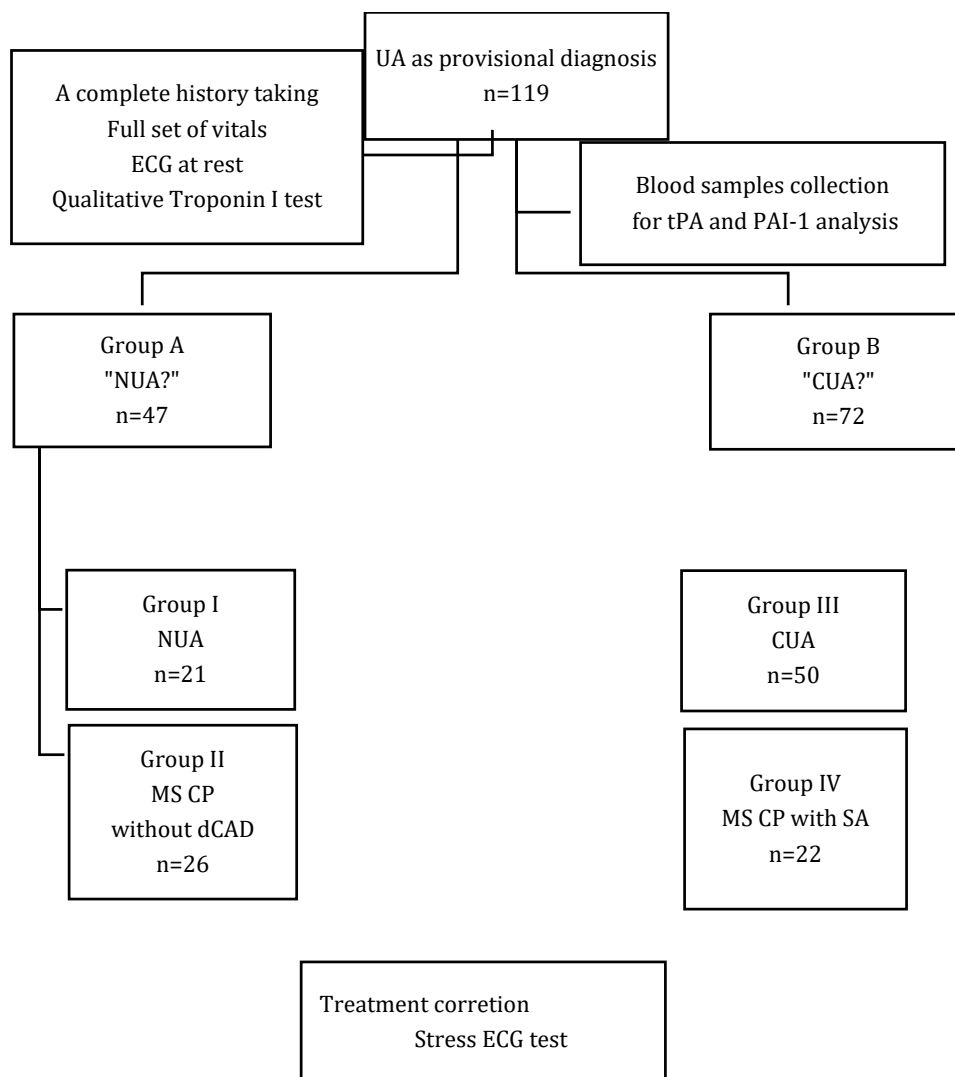 UA as provisional diagnosis
n=119
A complete history taking
Full set of vitals
ECG at rest
Qualitative Troponin I test
Blood samples collection
for tPA and PAI-1 analysis
Group A
"NUA?"
n=47
Group B
"CUA?"
n=72
Group I
NUA
n=21
Group III
CUA
n=50
Group II
MS CP
without dCAD
n=26
Group IV
MS CP with SA
n=22
Treatment corretion
Stress ECG test